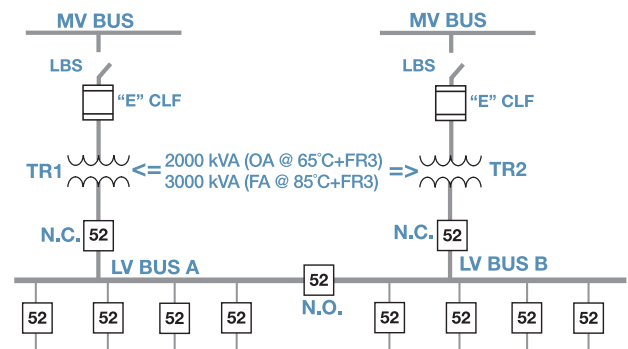 MV BUS
MV BUS
LBS
LBS
"E" CLF
"E" CLF
TR1
<= 2000 kVA (OA @ 65°C+FR3) =>
3000 kVA (FA @ 85°C+FR3)
TR2
N.C. 52
N.C. 52
LV BUS A
LV BUS B
52
N.O.
52 52 52 52 52 52 52 52